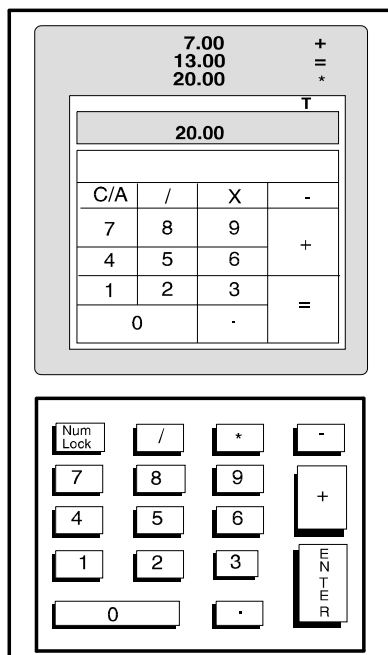 7.00 +
13.00 =
20.00 *
T
20.00
C/A / X -
7 8 9
+
4 5 6
1 2 3
=
0 .
Num Lock / * -
7 8 9
+
4 5 6
1 2 3
ENTER
0 .